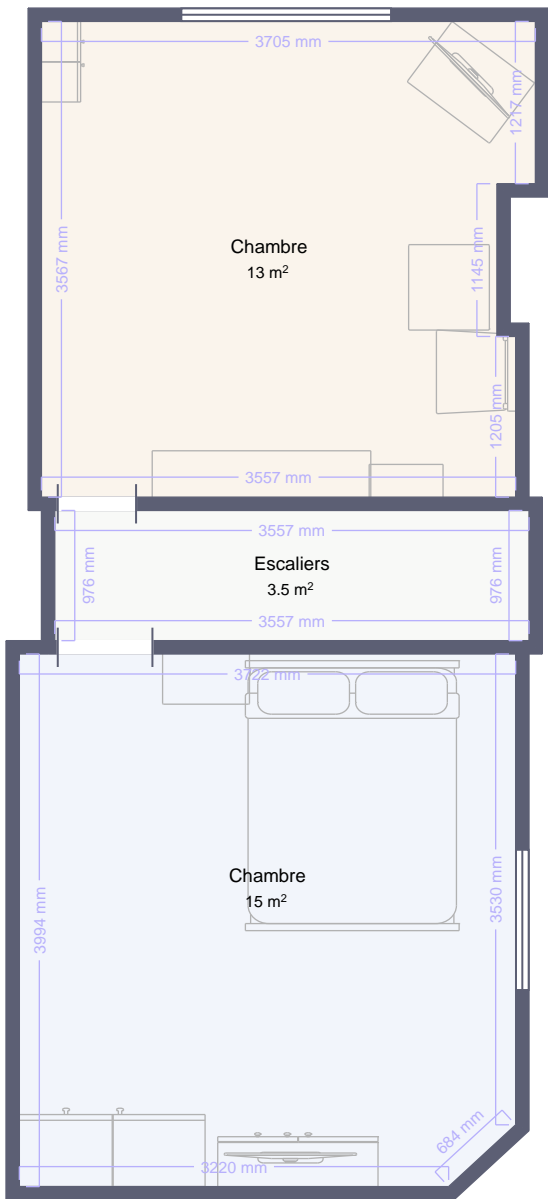 3705 mm
1217 mm
3567 mm
Chambre
13 m²
1145 mm
1205 mm
3557 mm
3557 mm
976 mm
Escaliers
3.5 m²
976 mm
3557 mm
3722 mm
Chambre
15 m²
3530 mm
3994 mm
684 mm
3220 mm